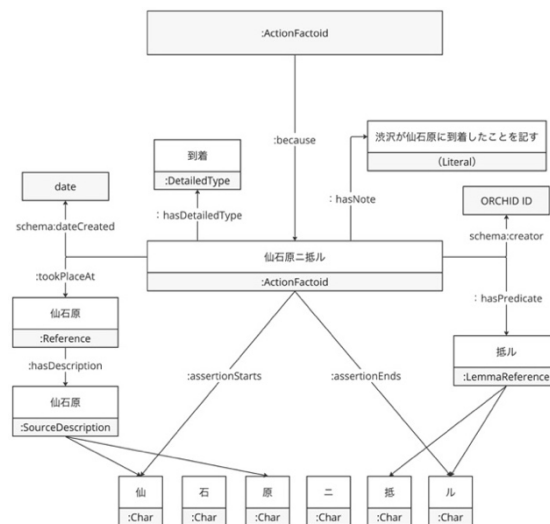 :ActionFactoid
:because
到着
:DetailedType
渋沢が仙石原に到着したことを記す
(Literal)
date
:hasDetailedType
:hasNote
ORCHID ID
schema:dateCreated
schema:creator
仙石原ニ抵ル
:ActionFactoid
:tookPlaceAt
:hasPredicate
仙石原
:Reference
抵ル
:LemmaReference
:hasDescription
:assertionStarts
:assertionEnds
仙石原
:SourceDescription
仙 石 原 ニ 抵 ル
:Char :Char :Char :Char :Char :Char